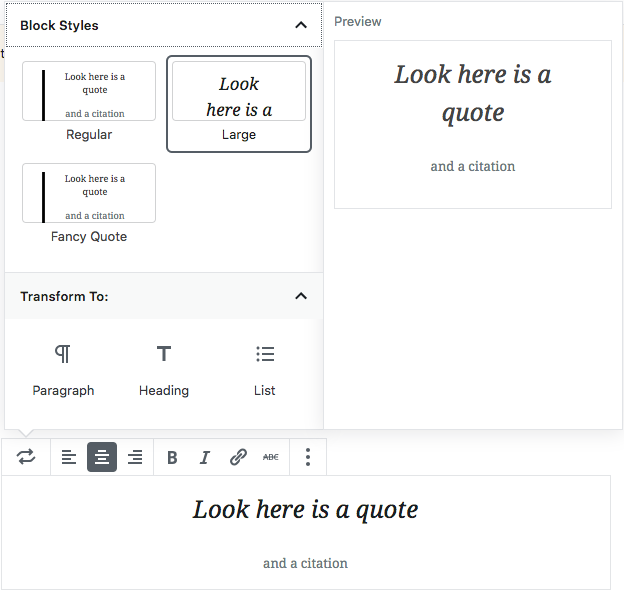 Block Styles
Look here is a
quote
and a citation
Regular
Look
here is a
Large
Look here is a
quote
and a citation
Fancy Quote
Transform To:
Paragraph
Heading
List
Preview
Look here is a
quote
and a citation
B I ABC
Look here is a quote
and a citation